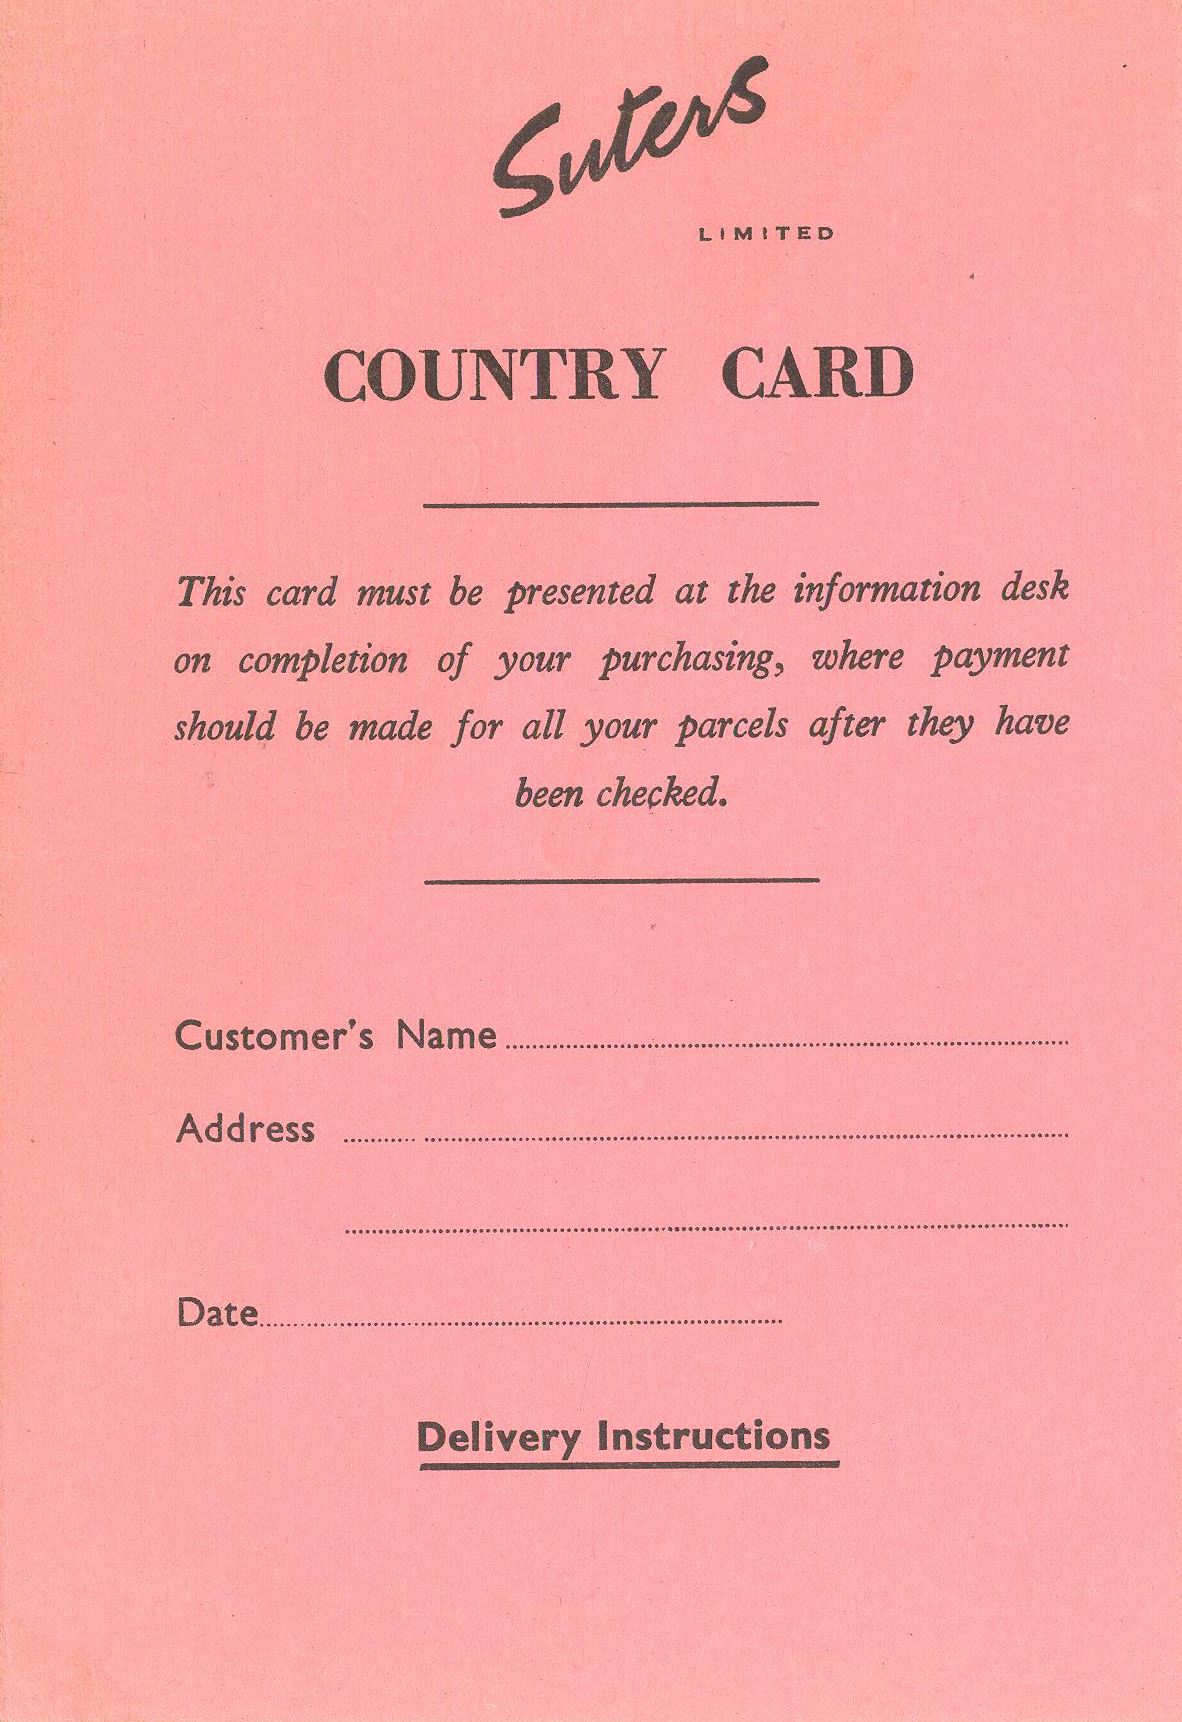 Suters
LIMITED
COUNTRY CARD
This card must be presented at the information desk
on completion of your purchasing, where payment
should be made for all your parcels after they have
been checked.
Customer's Name
Address
Date
Delivery Instructions